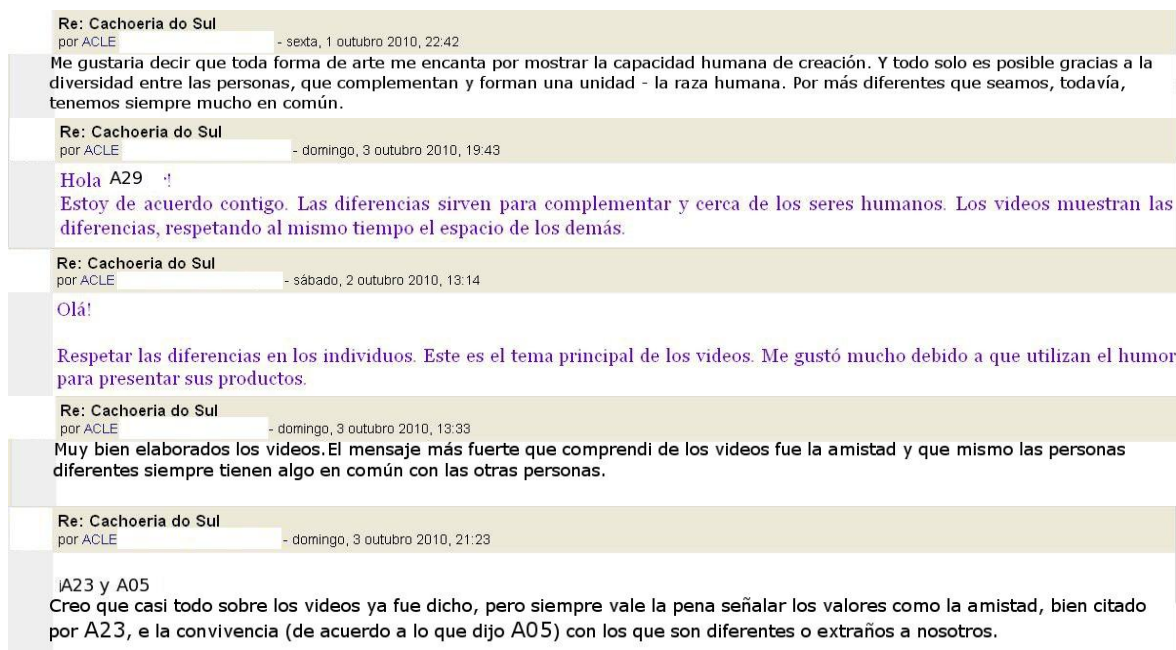 Re: Cachoeria do Sul
por ACLE - sexta, 1 outubro 2010, 22:42
Me gustaria decir que toda forma de arte me encanta por mostrar la capacidad humana de creación. Y todo solo es posible gracias a la
diversidad entre las personas, que complementan y forman una unidad - la raza humana. Por más diferentes que seamos, todavía,
tenemos siempre mucho en común.
Re: Cachoeria do Sul
por ACLE - domingo, 3 outubro 2010, 19:43
Hola A29 !
Estoy de acuerdo contigo. Las diferencias sirven para complementar y cerca de los seres humanos. Los videos muestran las
diferencias, respetando al mismo tiempo el espacio de los demás.
Re: Cachoeria do Sul
por ACLE - sábado, 2 outubro 2010, 13:14
Olá!
Respetar las diferencias en los individuos. Este es el tema principal de los videos. Me gustó mucho debido a que utilizan el humor
para presentar sus productos.
Re: Cachoeria do Sul
por ACLE - domingo, 3 outubro 2010, 13:33
Muy bien elaborados los videos.El mensaje más fuerte que comprendi de los videos fue la amistad y que mismo las personas
diferentes siempre tienen algo en común con las otras personas.
Re: Cachoeria do Sul
por ACLE - domingo, 3 outubro 2010, 21:23
A23 y A05
Creo que casi todo sobre los videos ya fue dicho, pero siempre vale la pena señalar los valores como la amistad, bien citado
por A23, e la convivencia (de acuerdo a lo que dijo A05) con los que son diferentes o extraños a nosotros.